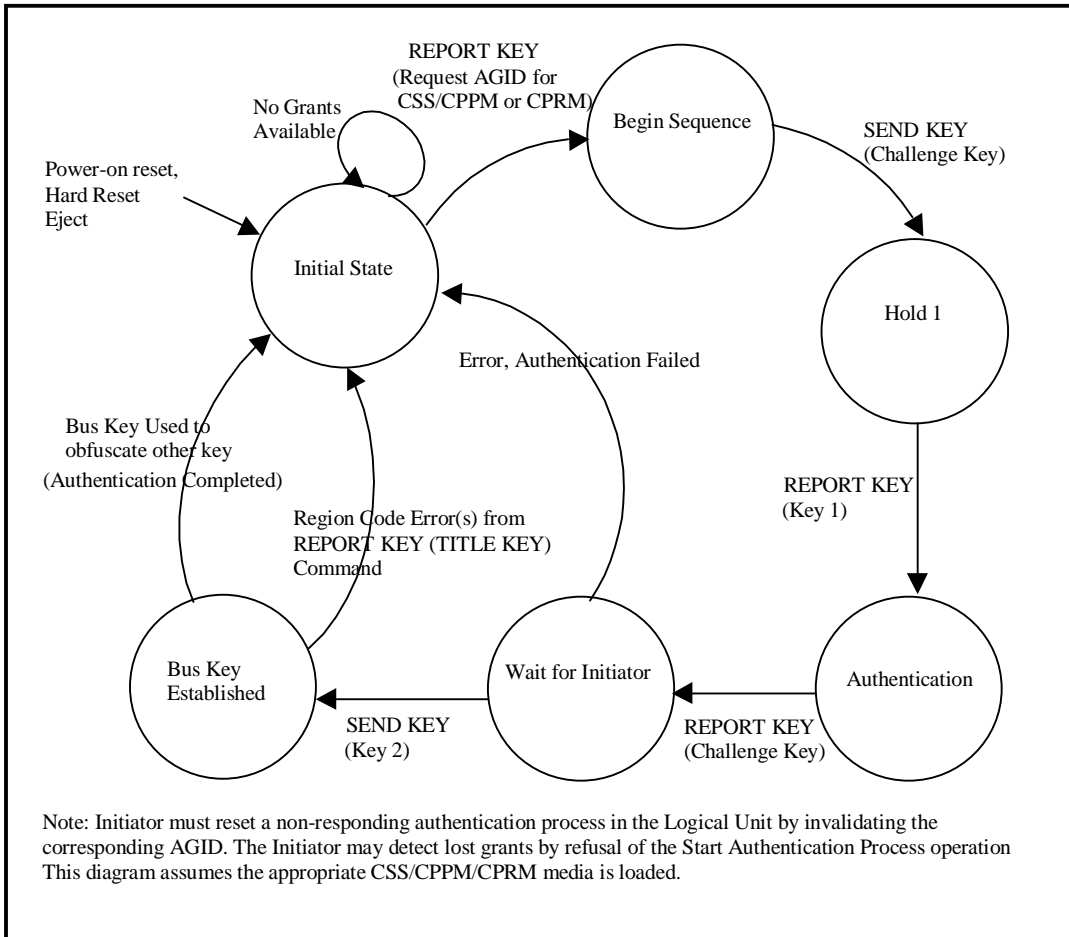 REPORT KEY
(Request AGID for
CSS/CPPM or CPRM)
No Grants
Available
Begin Sequence
SEND KEY
(Challenge Key)
Power-on reset,
Hard Reset
Eject
Initial State
Hold 1
Error, Authentication Failed
Bus Key Used to
obfuscate other key
(Authentication Completed)
REPORT KEY
(Key 1)
Region Code Error(s) from
REPORT KEY (TITLE KEY)
Command
Bus Key
Established
Wait for Initiator
Authentication
SEND KEY
(Key 2)
REPORT KEY
(Challenge Key)
Note: Initiator must reset a non-responding authentication process in the Logical Unit by invalidating the
corresponding AGID. The Initiator may detect lost grants by refusal of the Start Authentication Process operation
This diagram assumes the appropriate CSS/CPPM/CPRM media is loaded.